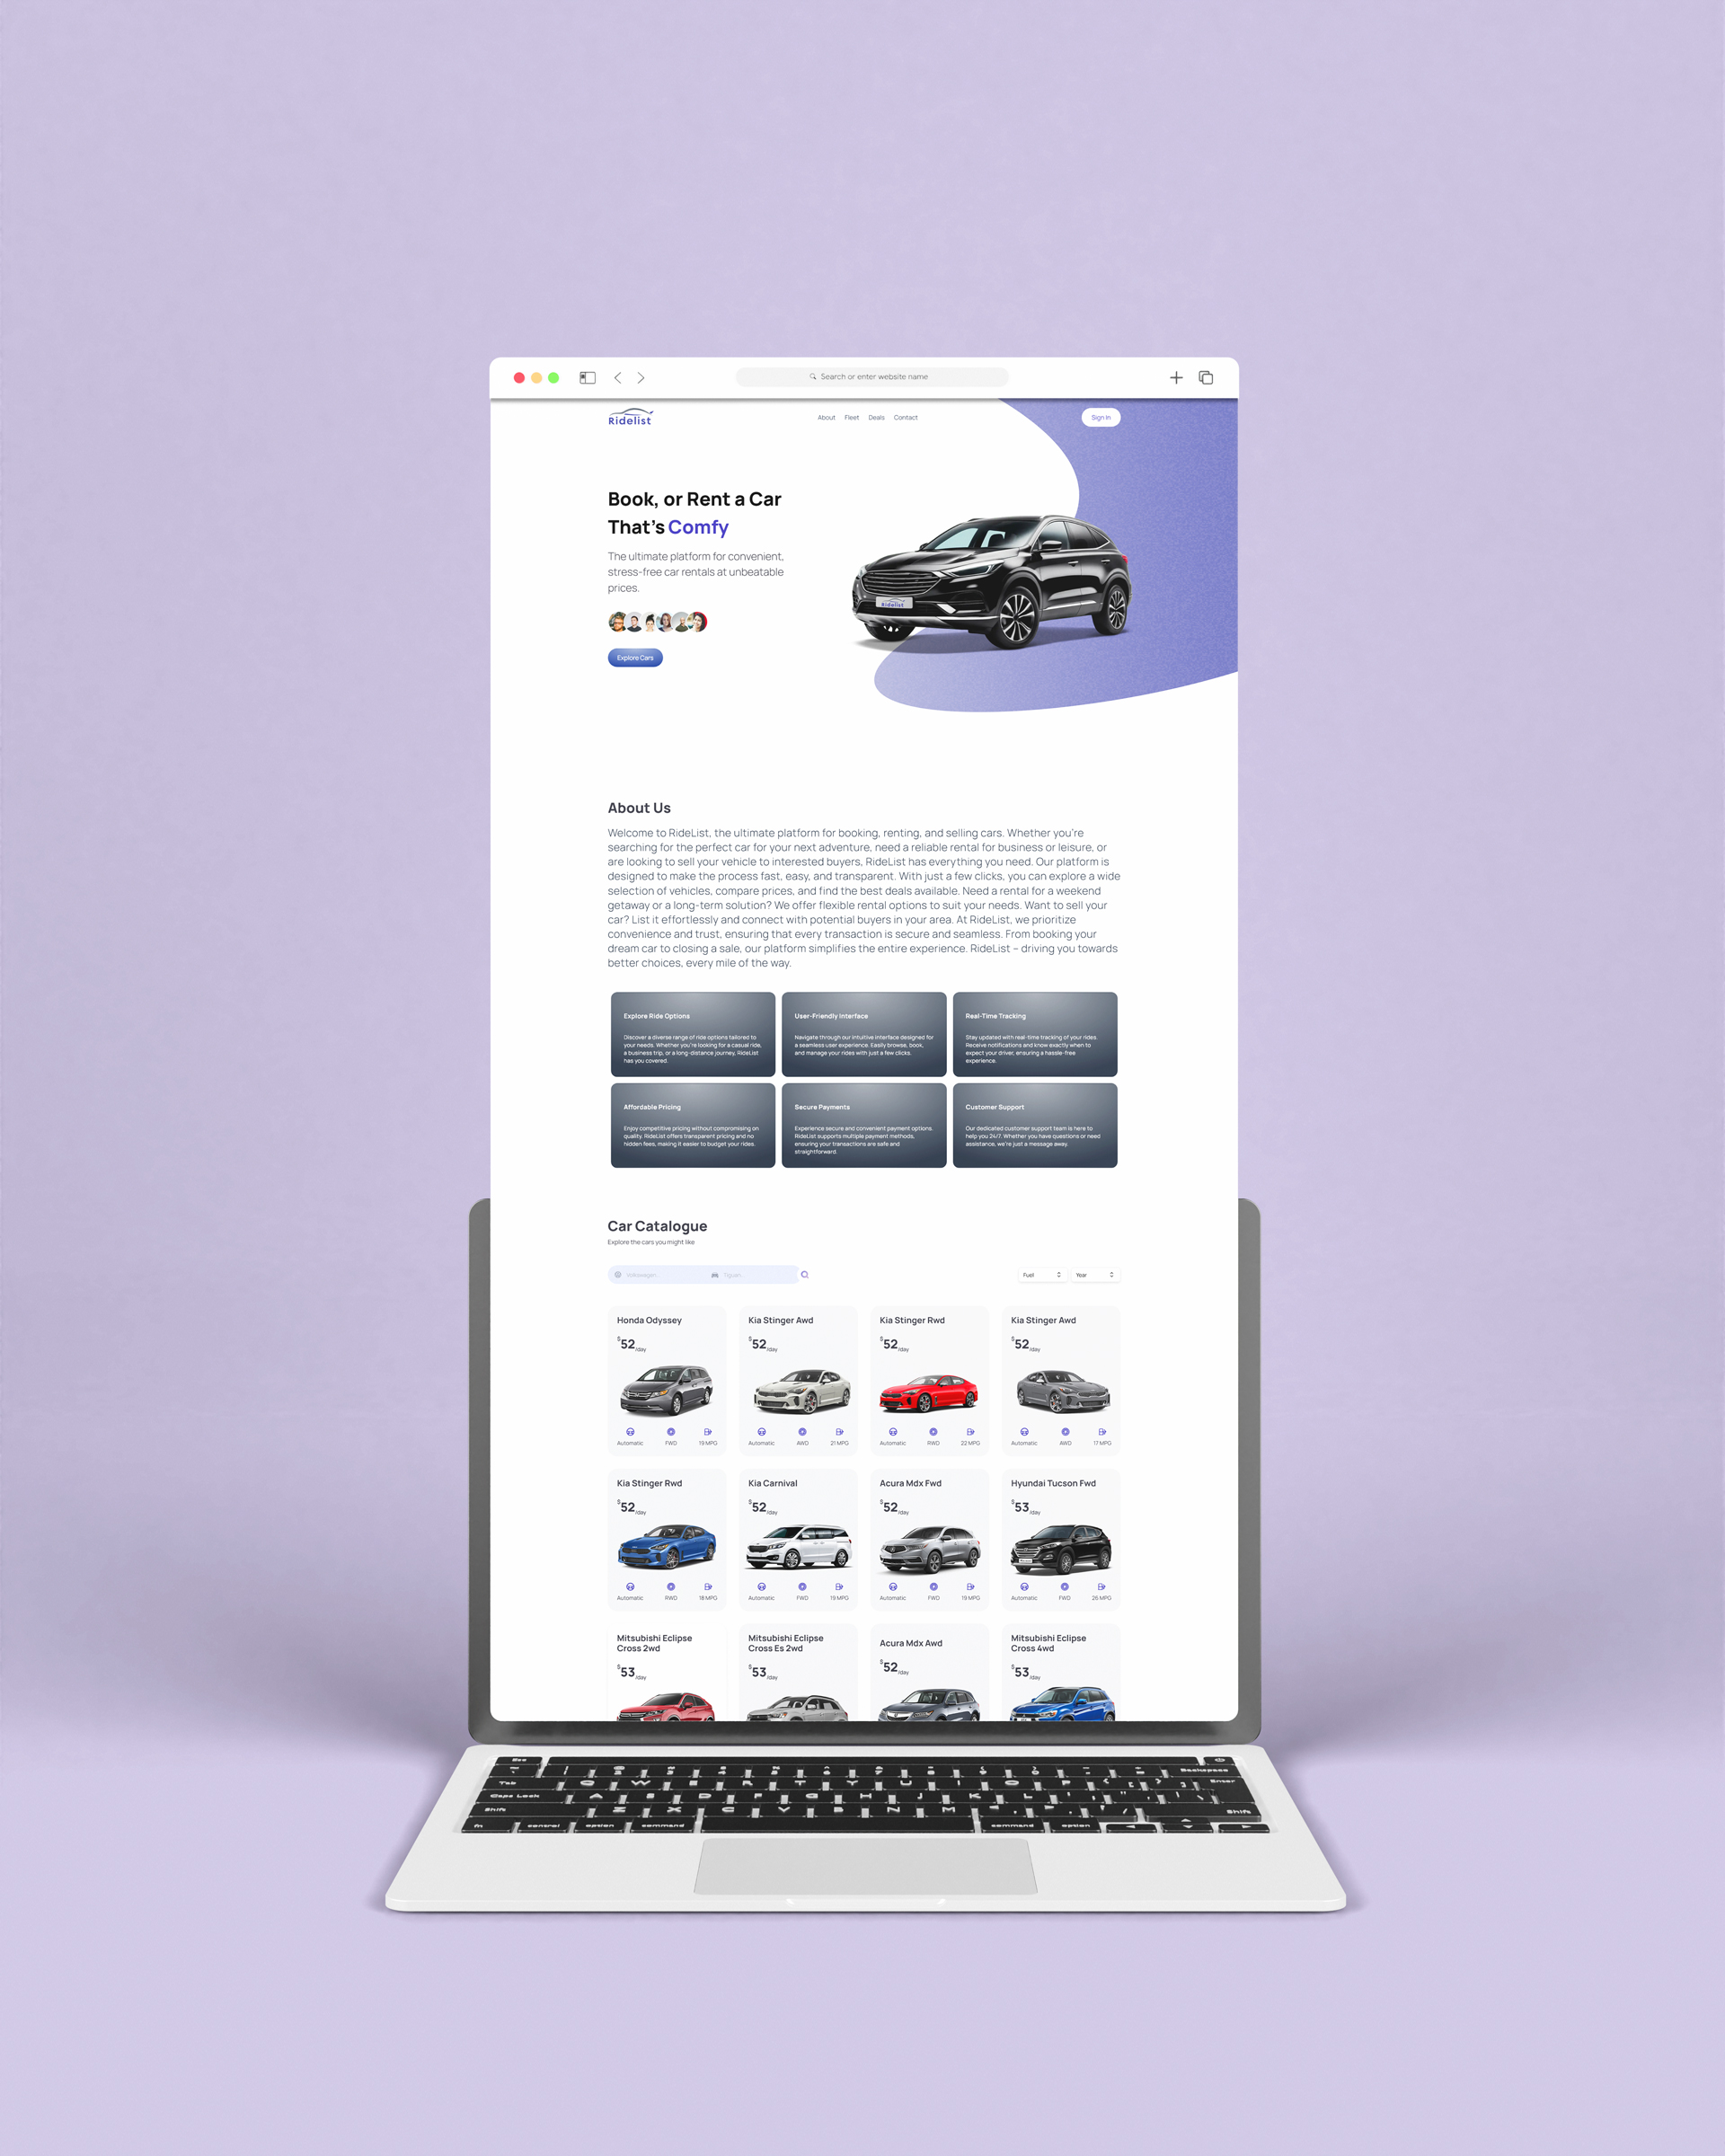 Search or enter website name
Ridelist
About Fleet Deals Contact
Sign In
Book, or Rent a Car
That's Comfy
The ultimate platform for convenient,
stress-free car rentals at unbeatable
prices.
Ridelist
Explore Cars
About Us
Welcome to RideList, the ultimate platform for booking, renting, and selling cars. Whether you're
searching for the perfect car for your next adventure, need a reliable rental for business or leisure, or
are looking to sell your vehicle to interested buyers, RideList has everything you need. Our platform is
designed to make the process fast, easy, and transparent. With just a few clicks, you can explore a wide
selection of vehicles, compare prices, and find the best deals available. Need a rental for a weekend
getaway or a long-term solution? We offer flexible rental options to suit your needs. Want to sell your
car? List it effortlessly and connect with potential buyers in your area. At RideList, we prioritize
convenience and trust, ensuring that every transaction is secure and seamless. From booking your
dream car to closing a sale, our platform simplifies the entire experience. RideList – driving you towards
better choices, every mile of the way.
Explore Ride Options
Discover a diverse range of ride options tailored to
your needs. Whether you're looking for a casual ride,
a business trip, or a long-distance journey, RideList
has you covered.
User-Friendly Interface
Navigate through our intuitive interface designed for
a seamless user experience. Easily browse, book,
and manage your rides with just a few clicks.
Real-Time Tracking
Stay updated with real-time tracking of your rides.
Receive notifications and know exactly when to
expect your driver, ensuring a hassle-free
experience.
Affordable Pricing
Enjoy competitive pricing without compromising on
quality. RideList offers transparent pricing and no
hidden fees, making it easier to budget your rides.
Secure Payments
Experience secure and convenient payment options.
RideList supports multiple payment methods,
ensuring your transactions are safe and
straightforward.
Customer Support
Our dedicated customer support team is here to
help you 24/7. Whether you have questions or need
assistance, we're just a message away.
Car Catalogue
Explore the cars you might like
Volkswagen... Tiguan...
Fuel Year
Honda Odyssey
$52/day
Automatic FWD 19 MPG
Kia Stinger Awd
$52/day
Automatic AWD 21 MPG
Kia Stinger Rwd
$52/day
Automatic RWD 22 MPG
Kia Stinger Awd
$52/day
Automatic AWD 17 MPG
Kia Stinger Rwd
$52/day
Automatic RWD 18 MPG
Kia Carnival
$52/day
Automatic FWD 19 MPG
Acura Mdx Fwd
$52/day
Automatic FWD 19 MPG
Hyundai Tucson Fwd
$53/day
Automatic FWD 26 MPG
Mitsubishi Eclipse
Cross 2wd
$53/day
Mitsubishi Eclipse
Cross Es 2wd
$53/day
Acura Mdx Awd
$52/day
Mitsubishi Eclipse
Cross 4wd
$53/day
Esc
Backspace
Tab Q W E R T Y U I O P Enter
Caps Lock A S D F G H J K L
Shift Z X C V B N M Shift
fn control option command command option